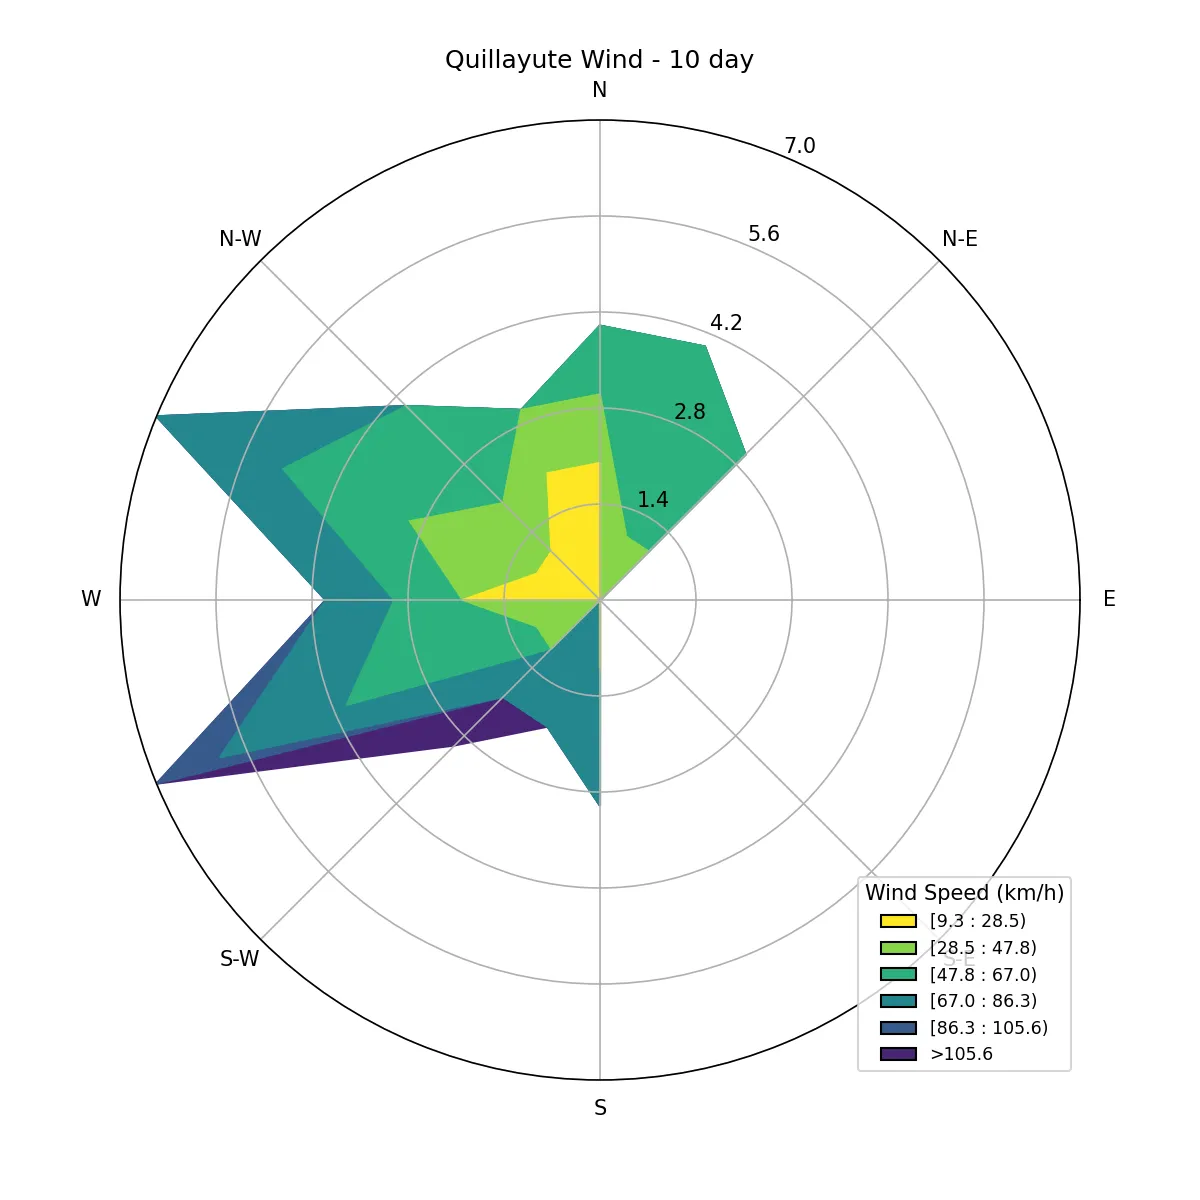 Quillayute Wind - 10 day
N
7.0
N-W
5.6
N-E
4.2
2.8
1.4
W
E
S-W
S-E
S
Wind Speed (km/h)
[9.3 : 28.5)
[28.5 : 47.8)
[47.8 : 67.0)
[67.0 : 86.3)
[86.3 : 105.6)
>105.6